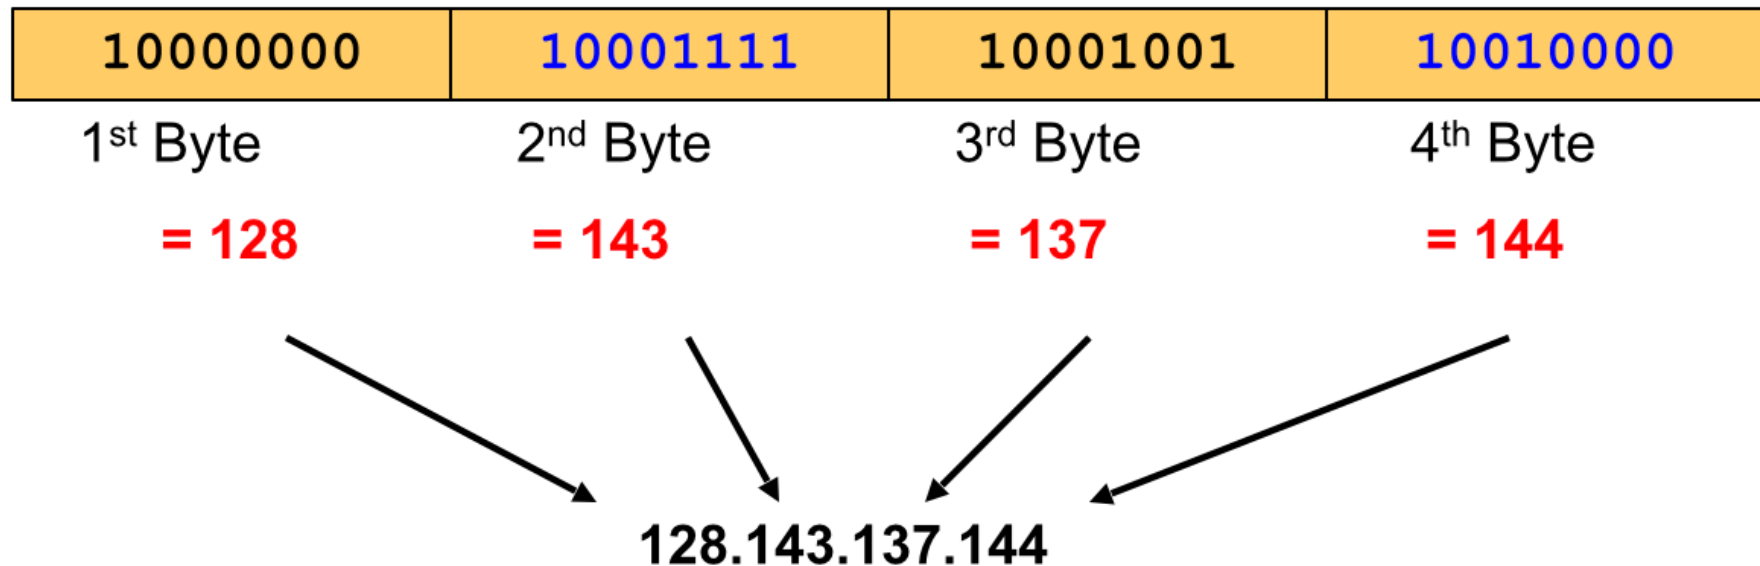 10000000 10001111 10001001 10010000
1st Byte 2nd Byte 3rd Byte 4th Byte
= 128 = 143 = 137 = 144
128.143.137.144